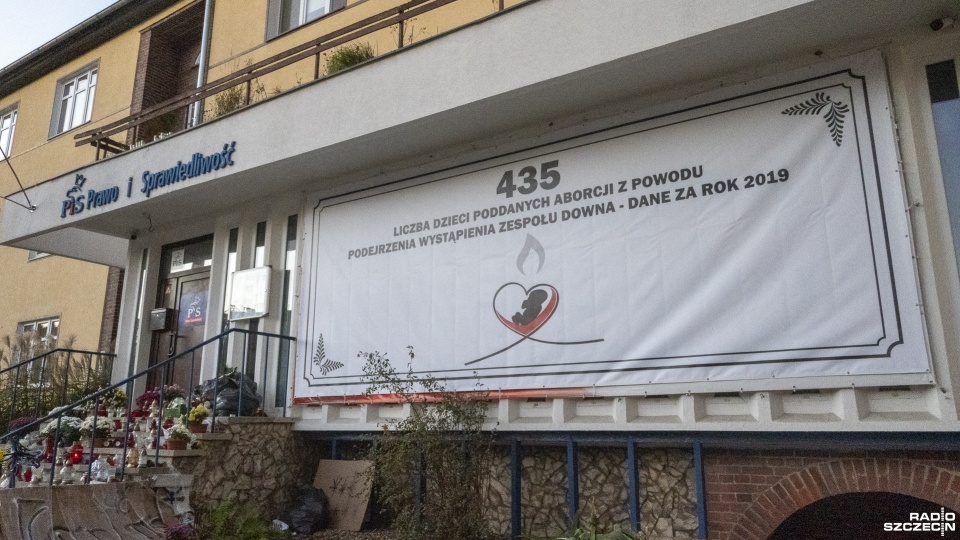 PiS Prawo i Sprawiedliwość
435
LICZBA DZIECI PODDANYCH ABORCJI Z POWODU
PODEJRZENIA WYSTĄPIENIA ZESPOŁU DOWNA - DANE ZA ROK 2019
PiS
RADIO
SZCZECIN